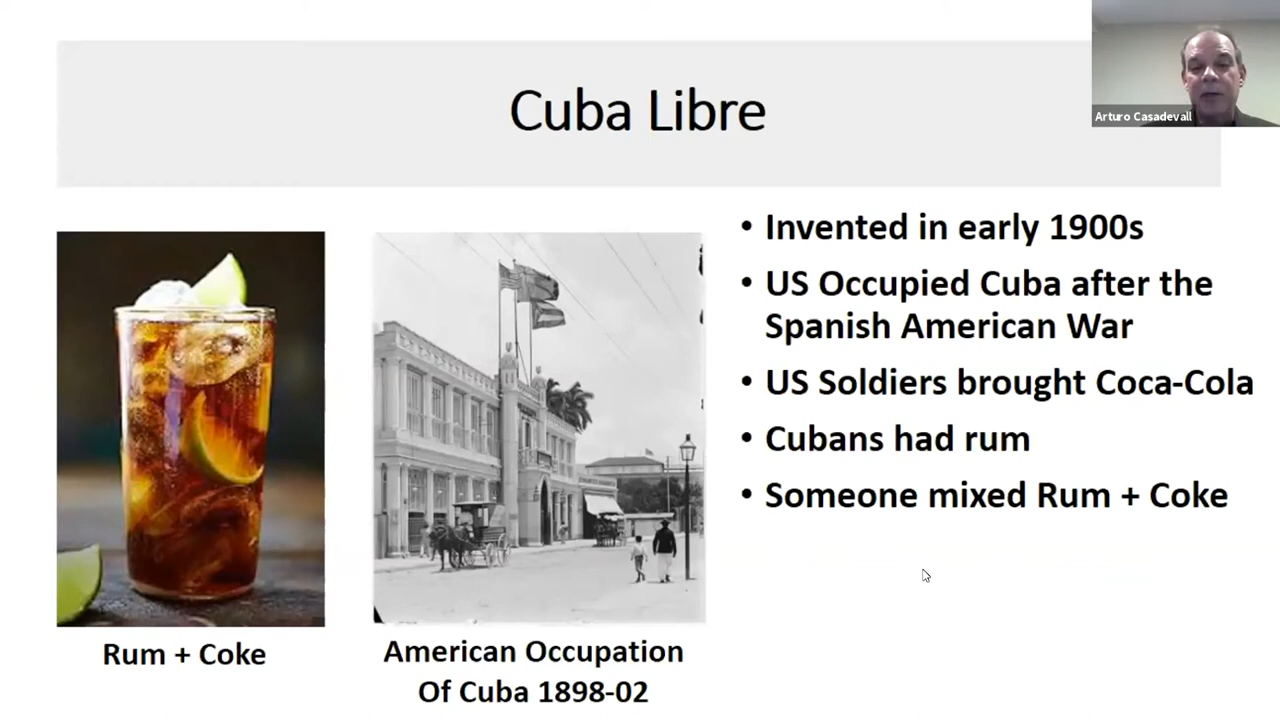 Cuba Libre
Arturo Casadevall
• Invented in early 1900s
• US Occupied Cuba after the
Spanish American War
• US Soldiers brought Coca-Cola
• Cubans had rum
• Someone mixed Rum + Coke
Rum + Coke
American Occupation
Of Cuba 1898-02